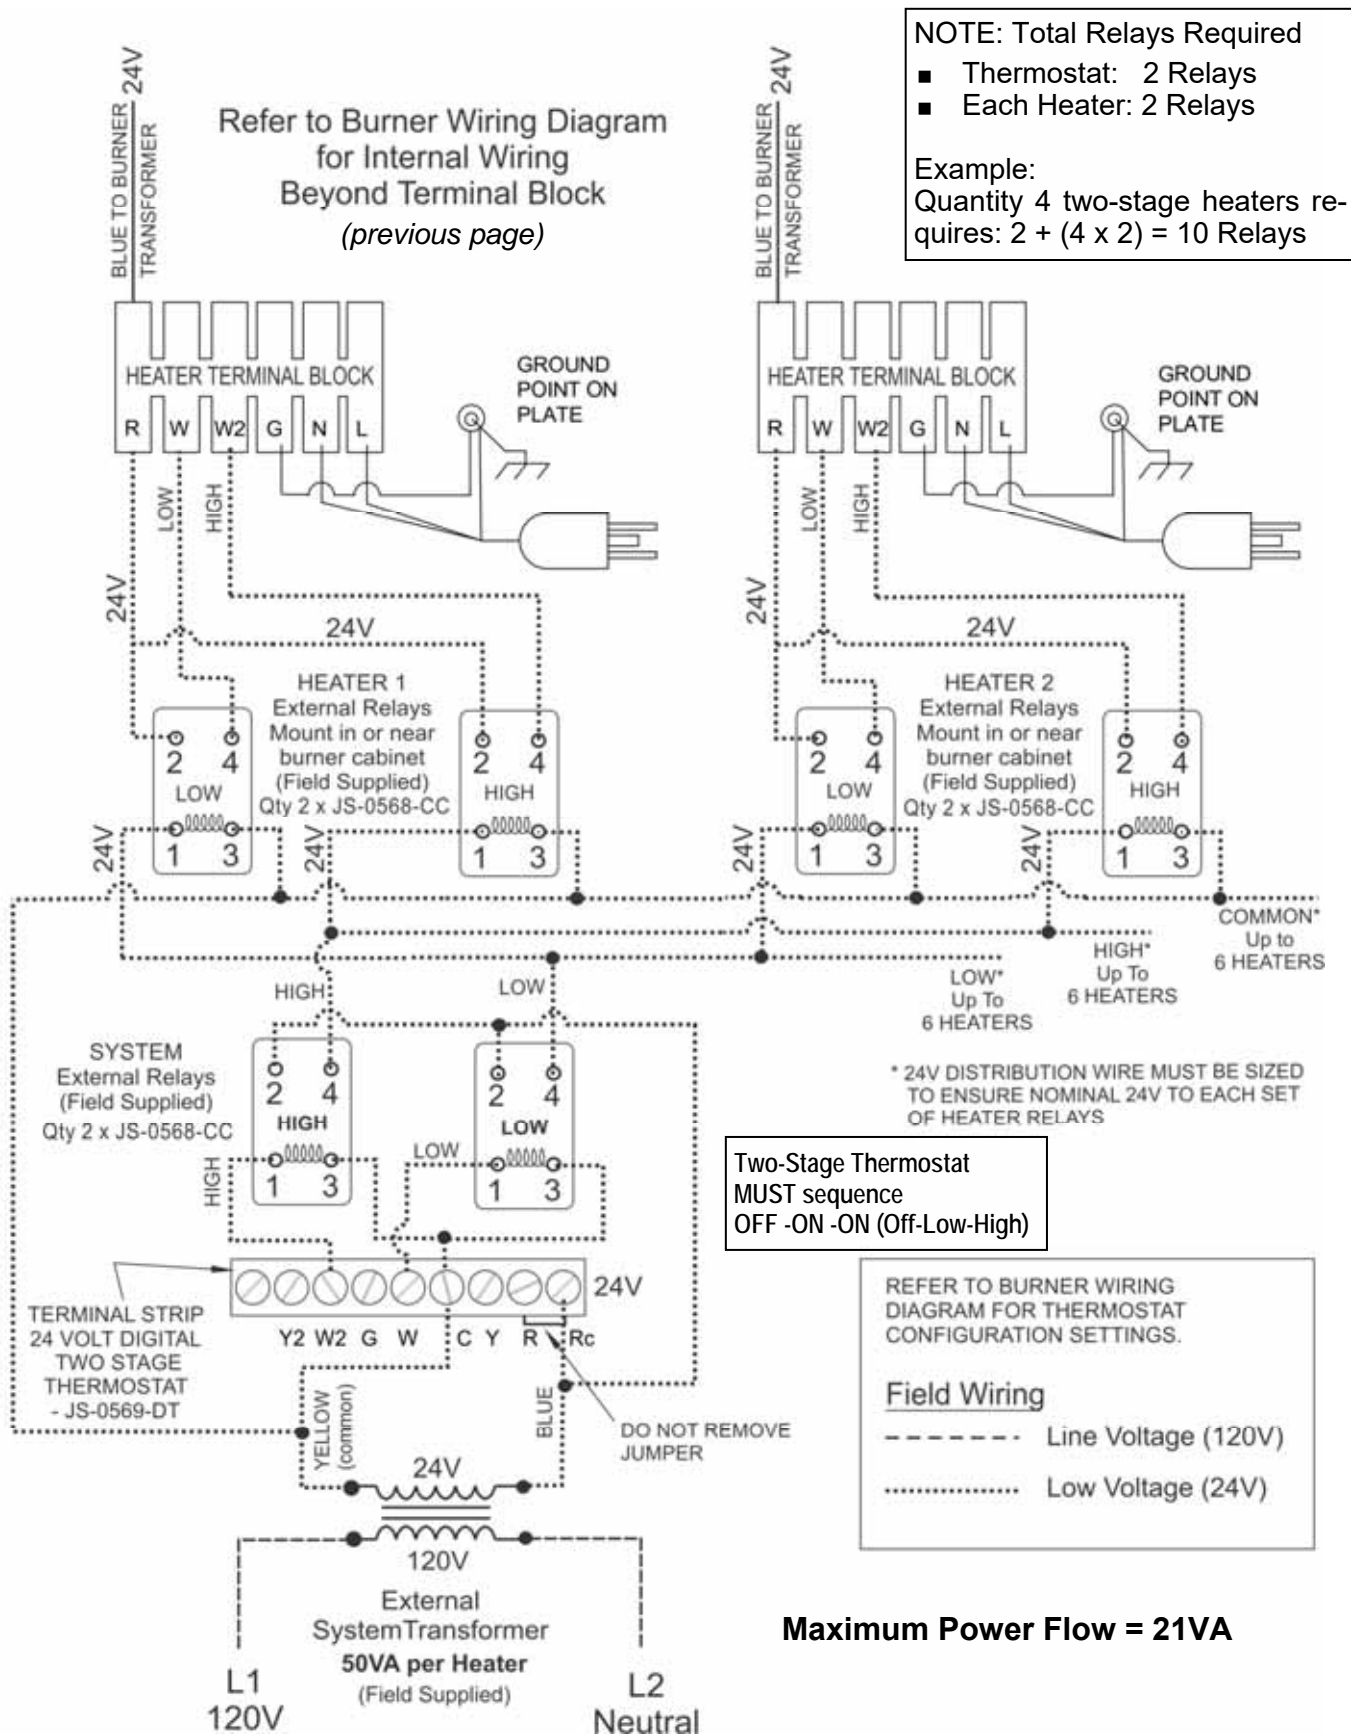 NOTE: Total Relays Required
■ Thermostat: 2 Relays
■ Each Heater: 2 Relays
Example:
Quantity 4 two-stage heaters re-
quires: 2 + (4 x 2) = 10 Relays
24V
BLUE TO BURNER
TRANSFORMER
Refer to Burner Wiring Diagram
for Internal Wiring
Beyond Terminal Block
(previous page)
24V
BLUE TO BURNER
TRANSFORMER
HEATER TERMINAL BLOCK
R W W2 G N L
GROUND
POINT ON
PLATE
LOW
HIGH
24V
24V
HEATER TERMINAL BLOCK
R W W2 G N L
GROUND
POINT ON
PLATE
LOW
HIGH
24V
24V
HEATER 1
External Relays
Mount in or near
burner cabinet
(Field Supplied)
Qty 2 x JS-0568-CC
2 4
LOW
1 3
2 4
HIGH
1 3
24V
24V
HEATER 2
External Relays
Mount in or near
burner cabinet
(Field Supplied)
Qty 2 x JS-0568-CC
2 4
LOW
1 3
2 4
HIGH
1 3
24V
24V
COMMON*
Up to
6 HEATERS
HIGH*
Up To
6 HEATERS
LOW*
Up To
6 HEATERS
HIGH
LOW
SYSTEM
External Relays
(Field Supplied)
Qty 2 x JS-0568-CC
2 4
HIGH
1 3
2 4
LOW
1 3
HIGH
LOW
* 24V DISTRIBUTION WIRE MUST BE SIZED
TO ENSURE NOMINAL 24V TO EACH SET
OF HEATER RELAYS
Two-Stage Thermostat
MUST sequence
OFF -ON -ON (Off-Low-High)
24V
Y2 W2 G W C Y R Rc
TERMINAL STRIP
24 VOLT DIGITAL
TWO STAGE
THERMOSTAT
- JS-0569-DT
YELLOW
(common)
BLUE
DO NOT REMOVE
JUMPER
24V
120V
External
SystemTransformer
50VA per Heater
(Field Supplied)
L1
120V
L2
Neutral
REFER TO BURNER WIRING
DIAGRAM FOR THERMOSTAT
CONFIGURATION SETTINGS.
Field Wiring
Line Voltage (120V)
Low Voltage (24V)
Maximum Power Flow = 21VA